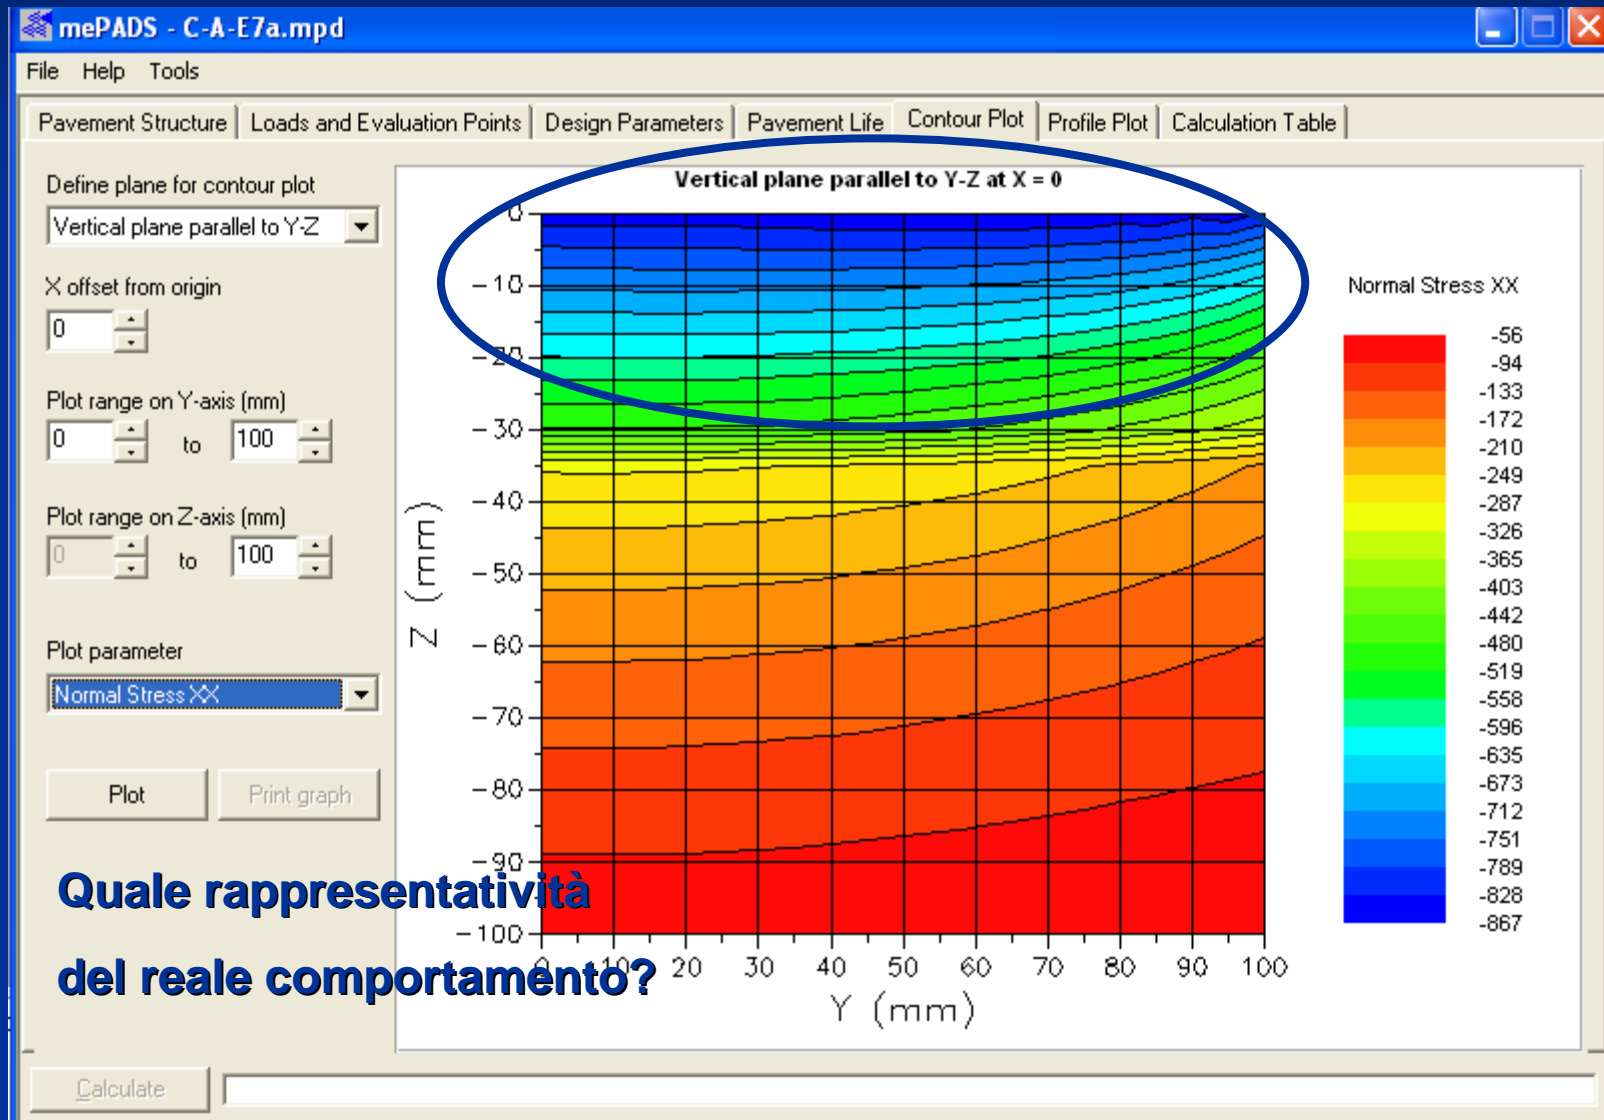 mePADS - C-A-E7a.mpd
File Help Tools
Pavement Structure Loads and Evaluation Points Design Parameters Pavement Life Contour Plot Profile Plot Calculation Table
Define plane for contour plot
Vertical plane parallel to Y-Z
X offset from origin
0
Plot range on Y-axis (mm)
0 to 100
Plot range on Z-axis (mm)
0 to 100
Plot parameter
Normal Stress XX
Plot Print graph
Vertical plane parallel to Y-Z at X = 0
0
-10
-20
-30
-40
-50
-60
-70
-80
-90
-100
Z (mm)
0 10 20 30 40 50 60 70 80 90 100
Y (mm)
Normal Stress XX
-56
-94
-133
-172
-210
-249
-287
-326
-365
-403
-442
-480
-519
-558
-596
-635
-673
-712
-751
-789
-828
-867
Quale rappresentatività
del reale comportamento?
Calculate